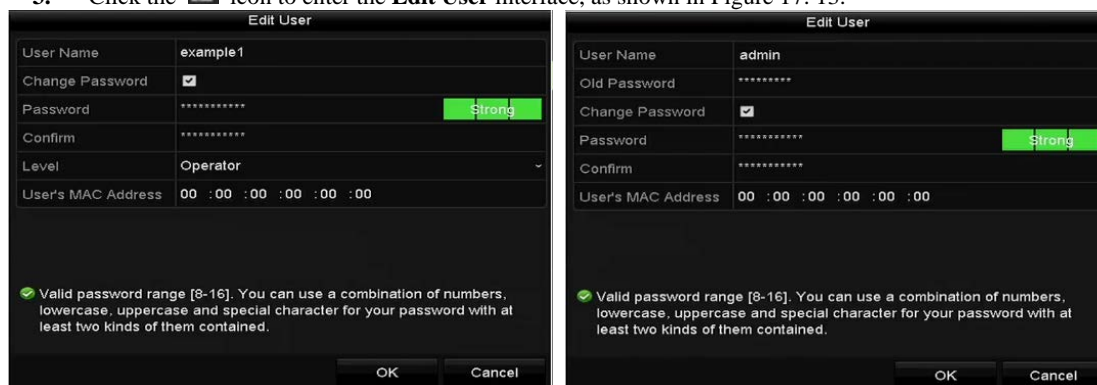 Click the icon to enter the Edit User interface, as shown in Figure 17. 13.
Edit User
User Name example1
Change Password
Password *********** Strong
Confirm ***********
Level Operator
User's MAC Address 00 :00 :00 :00 :00 :00
Valid password range [8-16]. You can use a combination of numbers,
lowercase, uppercase and special character for your password with at
least two kinds of them contained.
OK Cancel
Edit User
User Name admin
Old Password *********
Change Password
Password *********** Strong
Confirm ***********
User's MAC Address 00 :00 :00 :00 :00 :00
Valid password range [8-16]. You can use a combination of numbers,
lowercase, uppercase and special character for your password with at
least two kinds of them contained.
OK Cancel